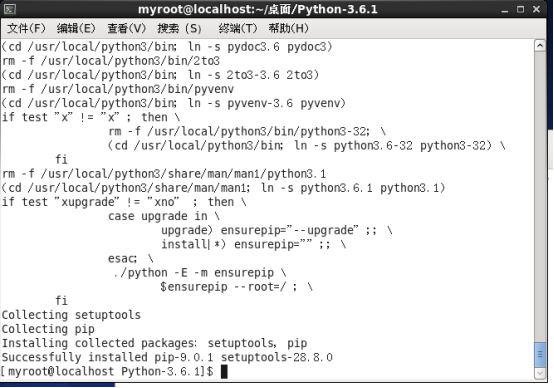 myroot@localhost:~/桌面/Python-3.6.1
文件(F) 编辑(E) 查看(V) 搜索 (S) 终端(T) 帮助(H)
(cd /usr/local/python3/bin; ln -s pydoc3.6 pydoc3)
rm -f /usr/local/python3/bin/2to3
(cd /usr/local/python3/bin; ln -s 2to3-3.6 2to3)
rm -f /usr/local/python3/bin/pyvenv
(cd /usr/local/python3/bin; ln -s pyvenv-3.6 pyvenv)
if test "x" != "x" ; then \
rm -f /usr/local/python3/bin/python3-32; \
(cd /usr/local/python3/bin; ln -s python3.6-32 python3-32) \
fi
rm -f /usr/local/python3/share/man/man1/python3.1
(cd /usr/local/python3/share/man/man1; ln -s python3.6.1 python3.1)
if test "xupgrade" != "xno"  ; then \
case upgrade in \
upgrade) ensurepip="--upgrade" ;; \
install|*) ensurepip="" ;; \
esac; \
./python -E -m ensurepip \
$ensurepip --root=/ ; \
fi
Collecting setuptools
Collecting pip
Installing collected packages: setuptools, pip
Successfully installed pip-9.0.1 setuptools-28.8.0
[myroot@localhost Python-3.6.1]$